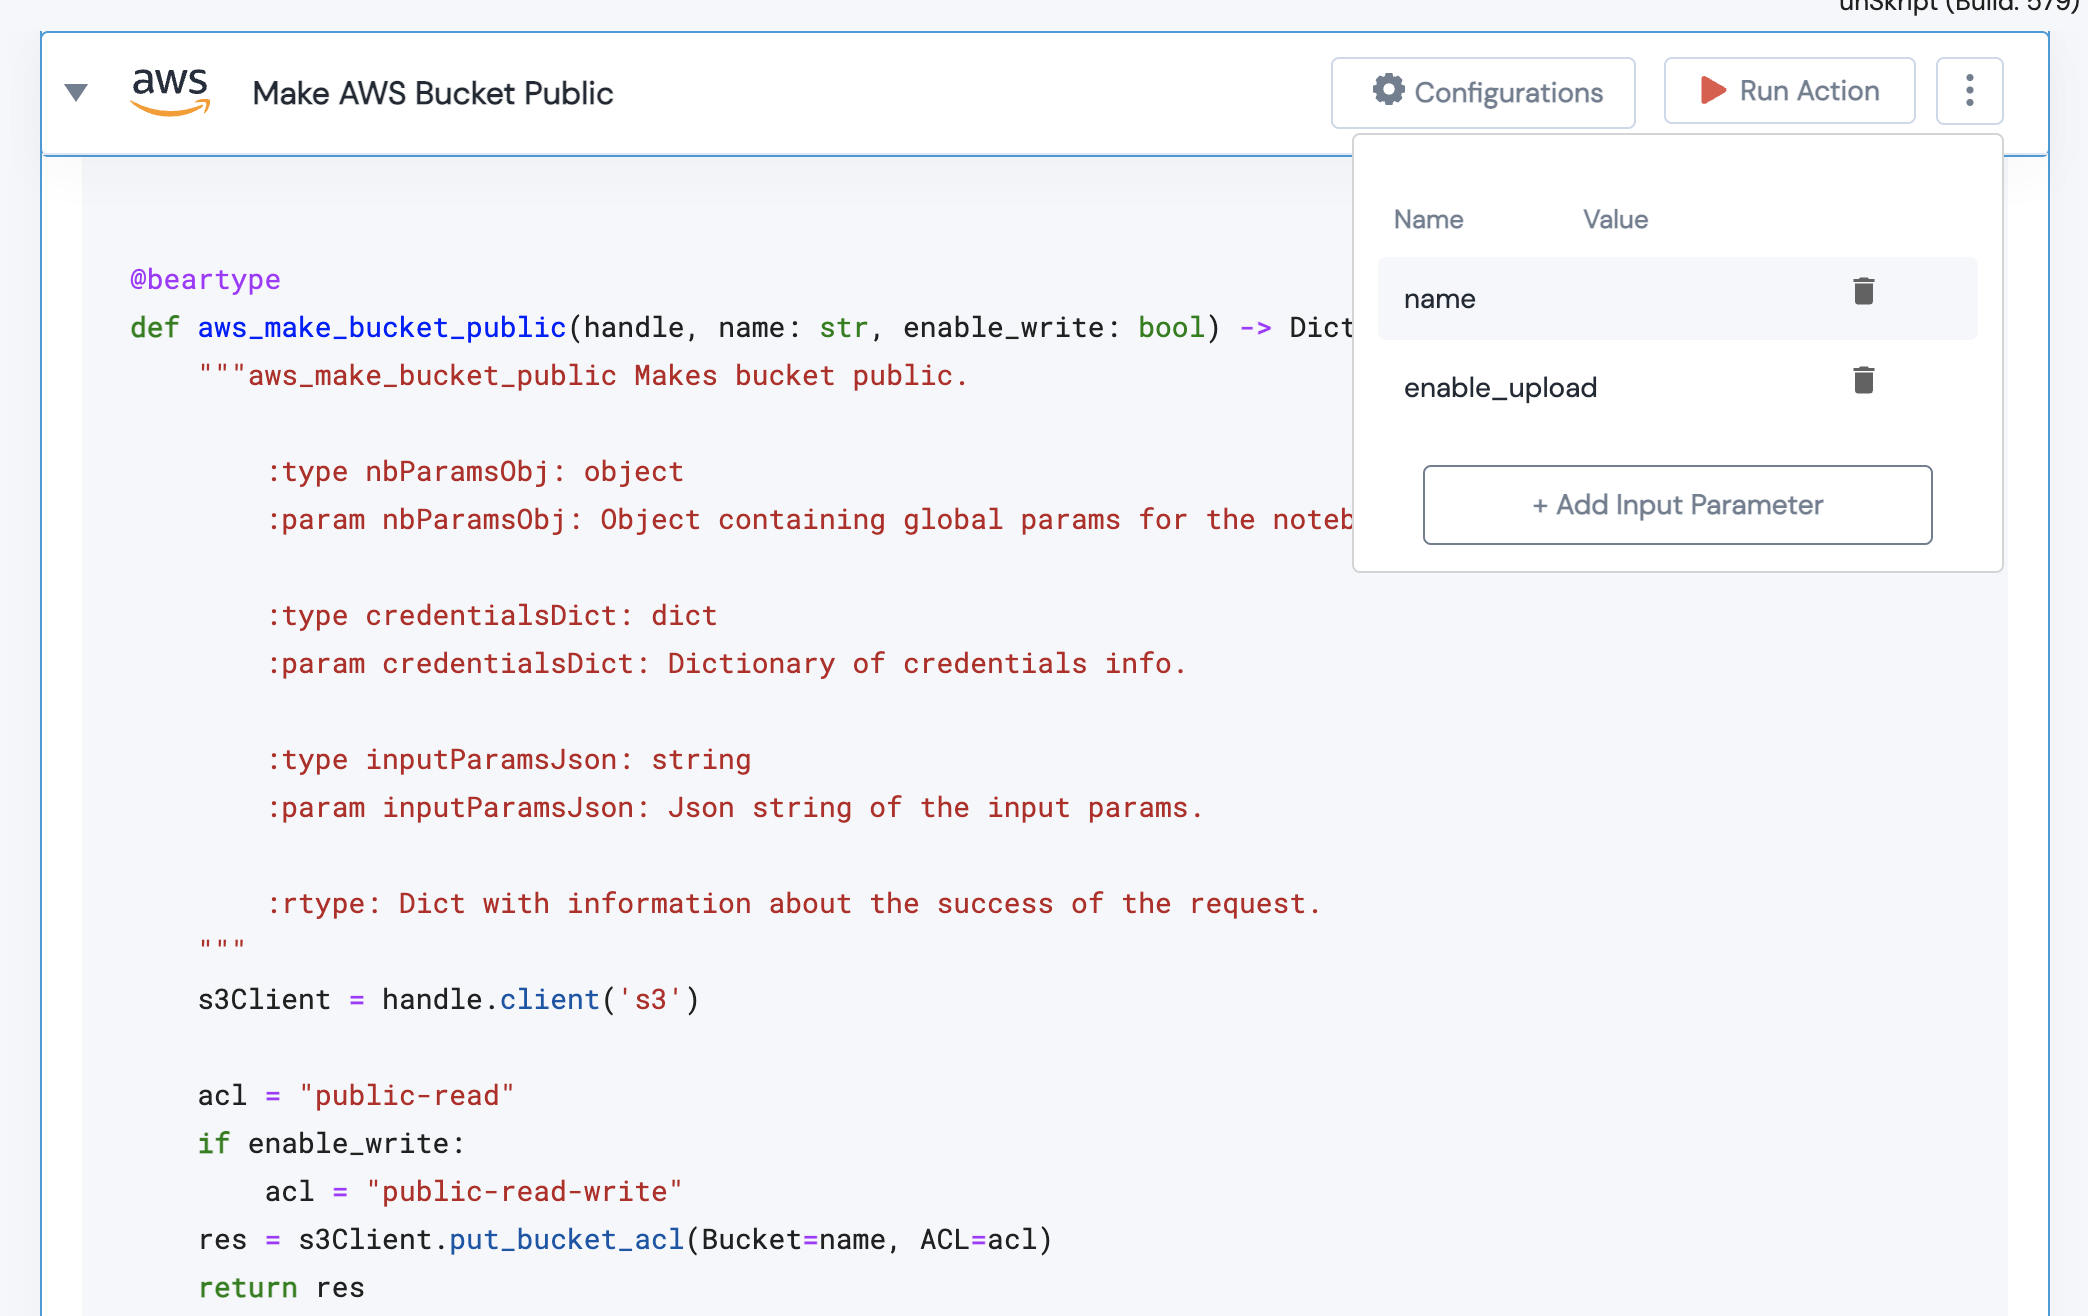 unSkript (Build: 579)
aws
Make AWS Bucket Public
Configurations
Run Action
Name Value
name
enable_upload
+ Add Input Parameter
@beartype
def aws_make_bucket_public(handle, name: str, enable_write: bool) -> Dict
"""aws_make_bucket_public Makes bucket public.
:type nbParamsObj: object
:param nbParamsObj: Object containing global params for the noteb
:type credentialsDict: dict
:param credentialsDict: Dictionary of credentials info.
:type inputParamsJson: string
:param inputParamsJson: Json string of the input params.
:rtype: Dict with information about the success of the request.
"""
s3Client = handle.client('s3')
acl = "public-read"
if enable_write:
acl = "public-read-write"
res = s3Client.put_bucket_acl(Bucket=name, ACL=acl)
return res